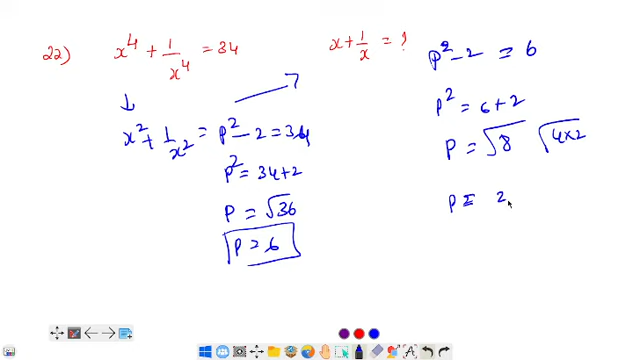 22) x⁴ + 1/x⁴ = 34
x + 1/x = ?
↓
x² + 1/x² = p² - 2 = 34
p² = 34 + 2
p = √36
p = 6
p² - 2 = 6
p² = 6 + 2
p = √8 √4×2
p = 2